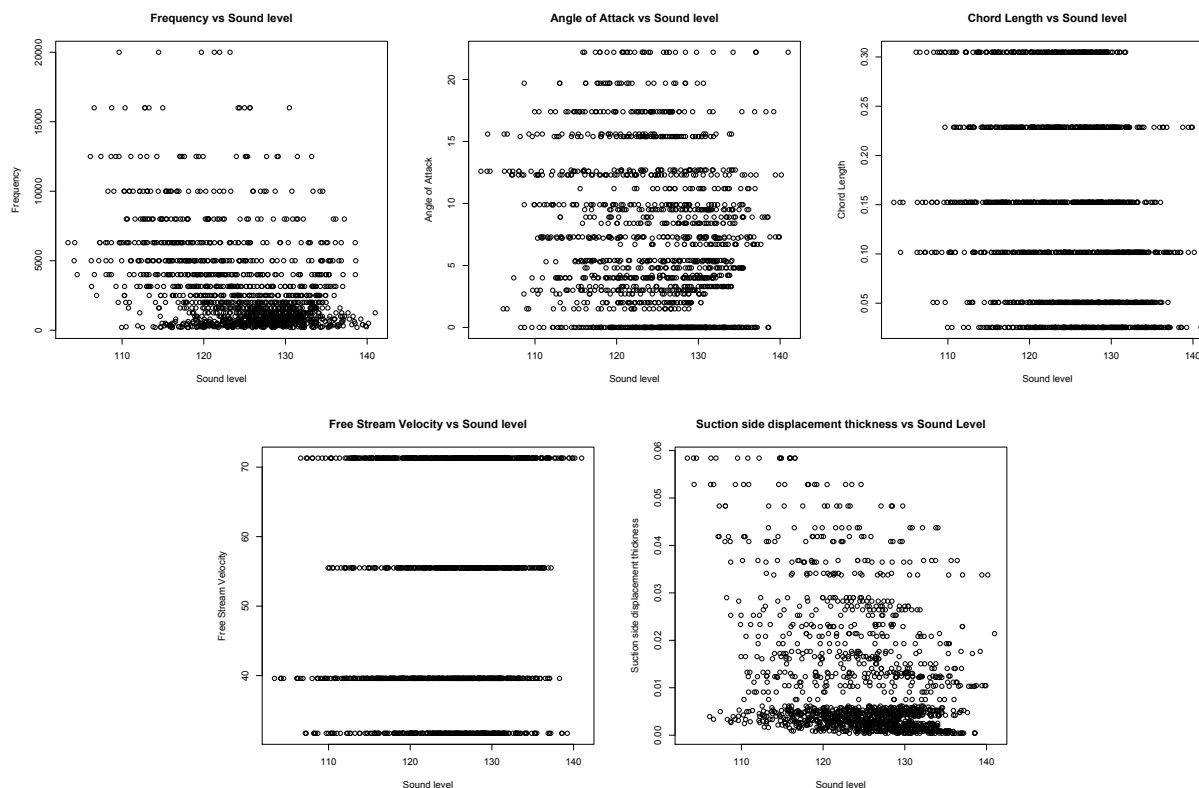 Frequency vs Sound level
Frequency
20000
15000
10000
5000
0
110 120 130 140
Sound level
Angle of Attack vs Sound level
Angle of Attack
20
15
10
5
0
110 120 130 140
Sound level
Chord Length vs Sound level
Chord Length
0.30
0.25
0.20
0.15
0.10
0.05
110 120 130 140
Sound level
Free Stream Velocity vs Sound level
Free Stream Velocity
70
60
50
40
110 120 130 140
Sound level
Suction side displacement thickness vs Sound Level
Suction side displacement thickness
0.06
0.05
0.04
0.03
0.02
0.01
0.00
110 120 130 140
Sound level